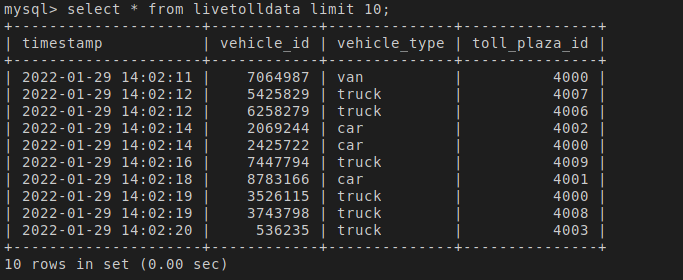 mysql> select * from livetolldata limit 10;
+---------------------+------------+--------------+---------------+
| timestamp           | vehicle_id | vehicle_type | toll_plaza_id |
+---------------------+------------+--------------+---------------+
| 2022-01-29 14:02:11 |    7064987 | van          |          4000 |
| 2022-01-29 14:02:12 |    5425829 | truck        |          4007 |
| 2022-01-29 14:02:12 |    6258279 | truck        |          4006 |
| 2022-01-29 14:02:14 |    2069244 | car          |          4002 |
| 2022-01-29 14:02:14 |    2425722 | car          |          4000 |
| 2022-01-29 14:02:16 |    7447794 | truck        |          4009 |
| 2022-01-29 14:02:18 |    8783166 | car          |          4001 |
| 2022-01-29 14:02:19 |    3526115 | truck        |          4000 |
| 2022-01-29 14:02:19 |    3743798 | truck        |          4008 |
| 2022-01-29 14:02:20 |     536235 | truck        |          4003 |
+---------------------+------------+--------------+---------------+
10 rows in set (0.00 sec)